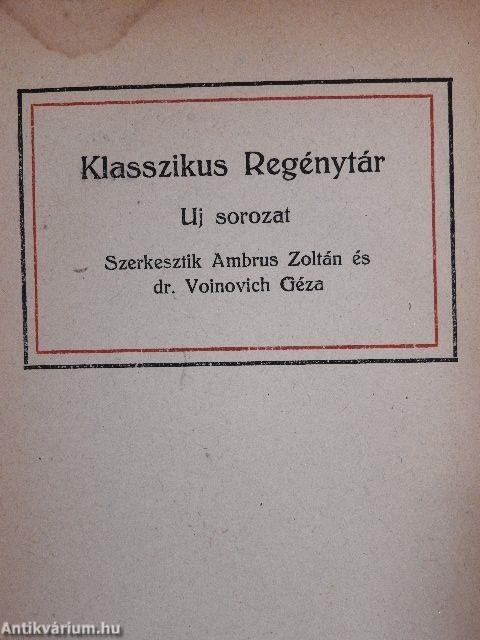 Klasszikus Regénytár
Uj sorozat
Szerkesztik Ambrus Zoltán és
dr. Voinovich Géza
Antikvárium.hu